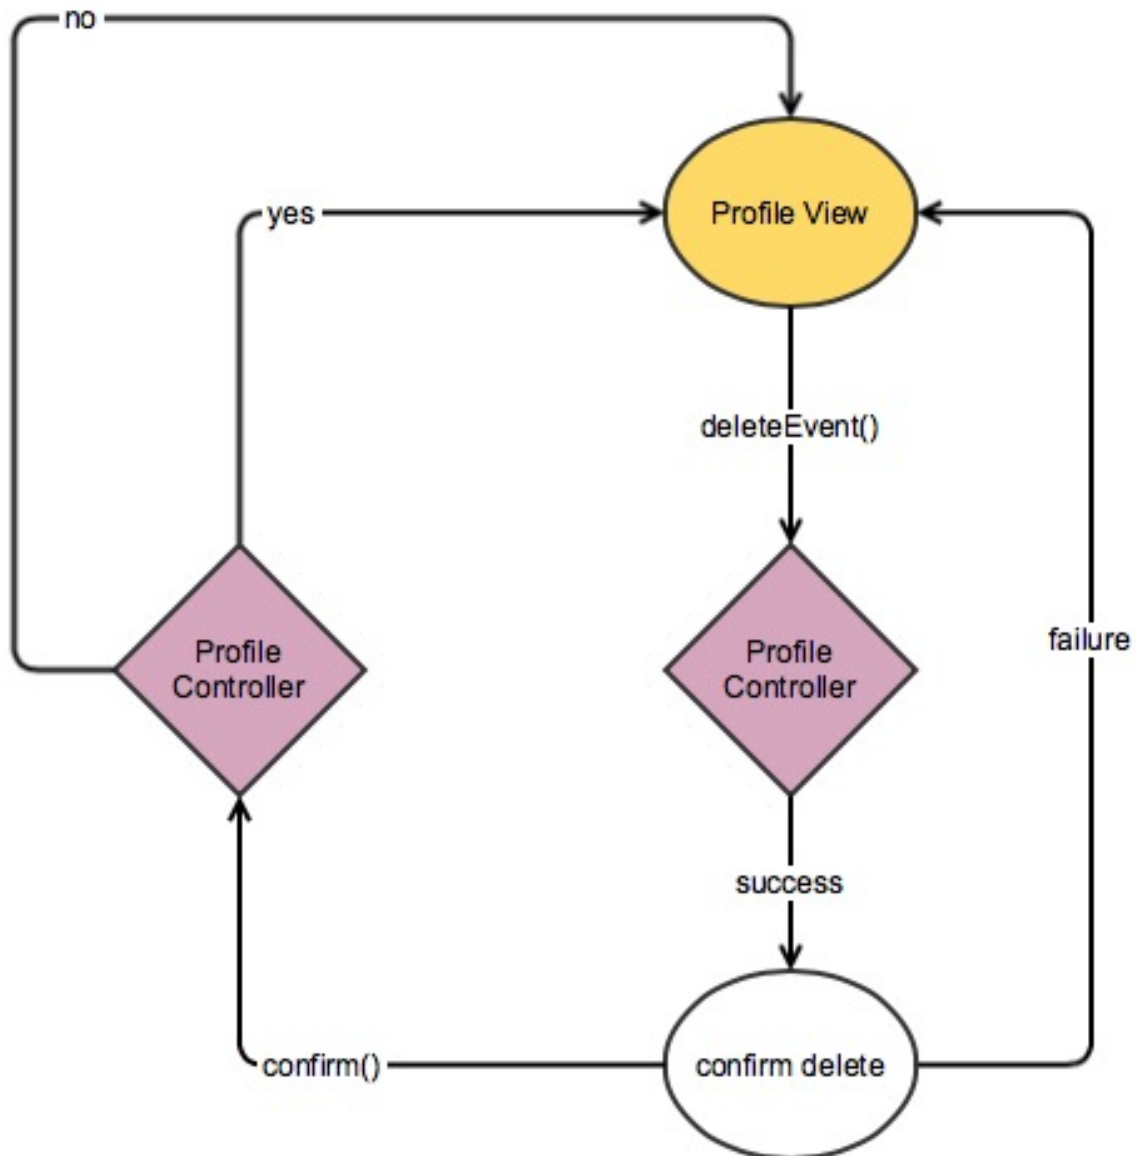 no
yes
Profile View
deleteEvent()
Profile
Controller
Profile
Controller
failure
success
confirm()
confirm delete